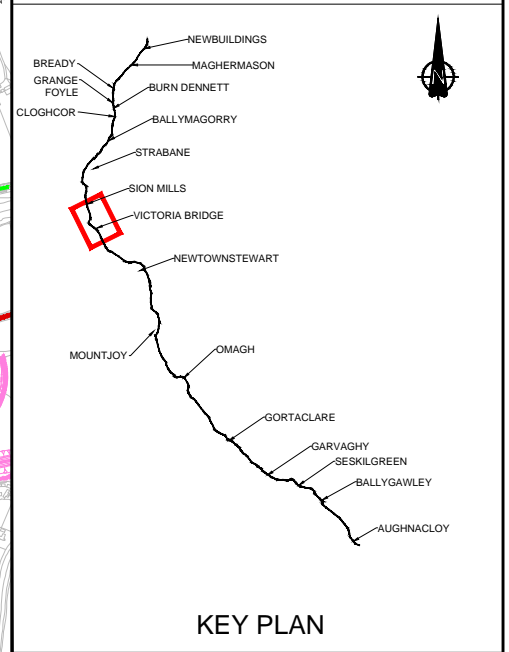 NEWBUILDINGS
MAGHERMASON
BREADY
GRANGE
FOYLE
BURN DENNETT
CLOGHCOR
BALLYMAGORRY
STRABANE
SION MILLS
VICTORIA BRIDGE
NEWTOWNSTEWART
MOUNTJOY
OMAGH
GORTACLARE
GARVAGHY
SESKILGREEN
BALLYGAWLEY
AUGHNACLOY
N
KEY PLAN